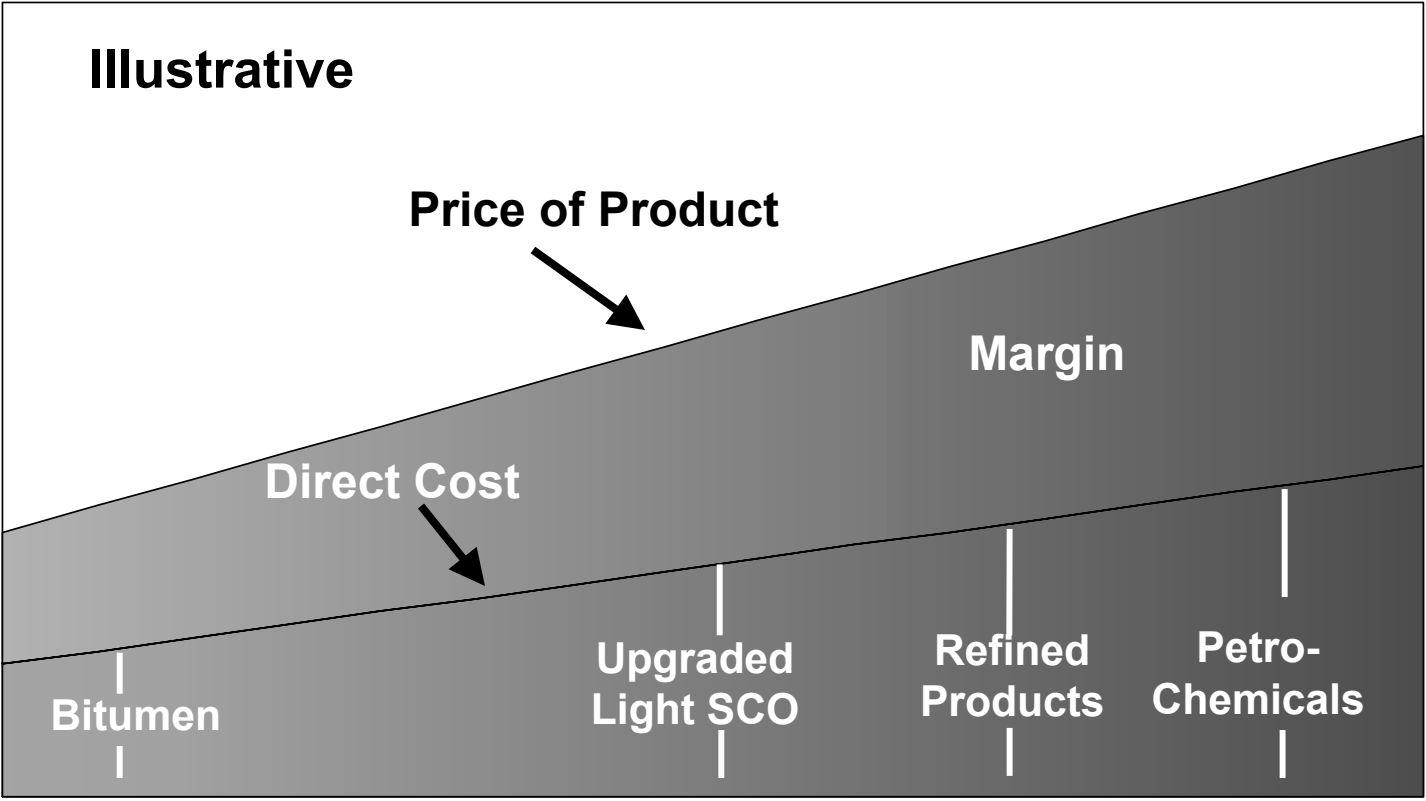 Illustrative
Price of Product
Margin
Direct Cost
Bitumen
Upgraded
Light SCO
Refined
Products
Petro-
Chemicals